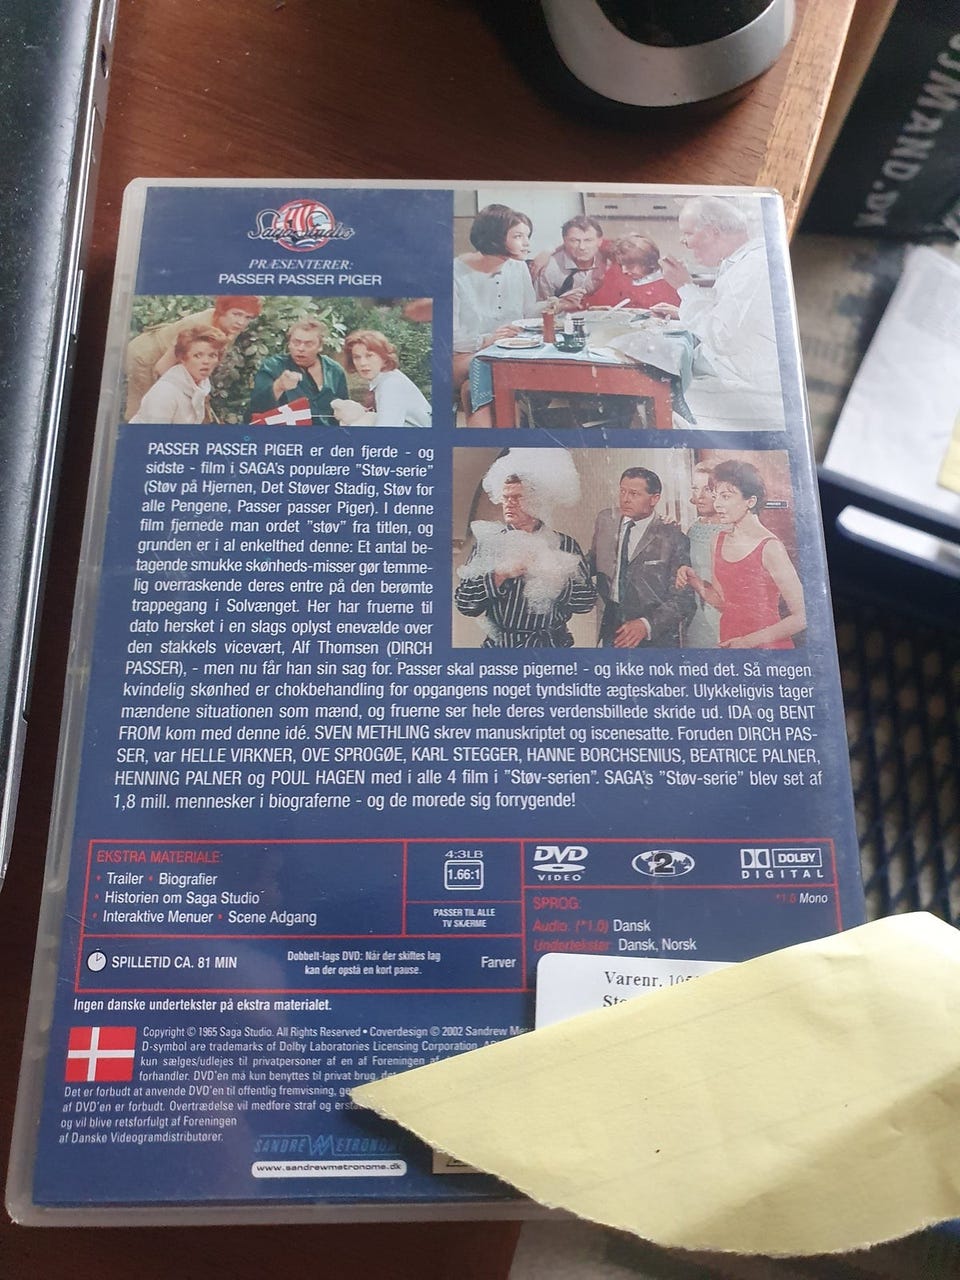 JMAND.DK
Saga Studio
PRÆSENTERER:
PASSER PASSER PIGER
PASSER PASSER PIGER er den fjerde - og
sidste - film i SAGA's populære "Støv-serie"
(Støv på Hjernen, Det Støver Stadig, Støv for
alle Pengene, Passer passer Piger). I denne
film fjernede man ordet "støv" fra titlen, og
grunden er i al enkelthed denne: Et antal be-
tagende smukke skønheds-misser gør temme-
lig overraskende deres entre på den berømte
trappegang i Solvænget. Her har fruerne til
dato hersket i en slags oplyst enevælde over
den stakkels vicevært, Alf Thomsen (DIRCH
PASSER), - men nu får han sin sag for. Passer skal passe pigerne! - og ikke nok med det. Så megen
kvindelig skønhed er chokbehandling for opgangens noget tyndslidte ægteskaber. Ulykkeligvis tager
mændene situationen som mænd, og fruerne ser hele deres verdensbillede skride ud. IDA og BENT
FROM kom med denne idé. SVEN METHLING skrev manuskriptet og iscenesatte. Foruden DIRCH PAS-
SER, var HELLE VIRKNER, OVE SPROGØE, KARL STEGGER, HANNE BORCHSENIUS, BEATRICE PALNER,
HENNING PALNER og POUL HAGEN med i alle 4 film i "Støv-serien". SAGA's "Støv-serie" blev set af
1,8 mill. mennesker i biograferne - og de morede sig forrygende!
EKSTRA MATERIALE:
• Trailer • Biografier
• Historien om Saga Studio
• Interaktive Menuer • Scene Adgang
4:3LB
1.66:1
PASSER TIL ALLE
TV SKÆRME
DVD
VIDEO
2
DOLBY
DIGITAL
*1.0 Mono
SPROG:
Audio: (*1.0) Dansk
Undertekster: Dansk, Norsk
SPILLETID CA. 81 MIN
Dobbelt-lags DVD: Når der skiftes lag
kan der opstå en kort pause.
Farver
Varenr.
Ingen danske undertekster på ekstra materialet.
Copyright © 1965 Saga Studio. All Rights Reserved • Coverdesign © 2002 Sandrew
D-symbol are trademarks of Dolby Laboratories Licensing Corporation.
kun sælges/udlejes til privatpersoner af en af Foreningen af
forhandler. DVD'en må kun benyttes til privat brug,
Det er forbudt at anvende DVD'en til offentlig fremvisning,
af DVD'en er forbudt. Overtrædelse vil medføre straf og
og vil blive retsforfulgt af Foreningen
af Danske Videogramdistributører.
SANDREW METRONOME
www.sandrewmetronome.dk